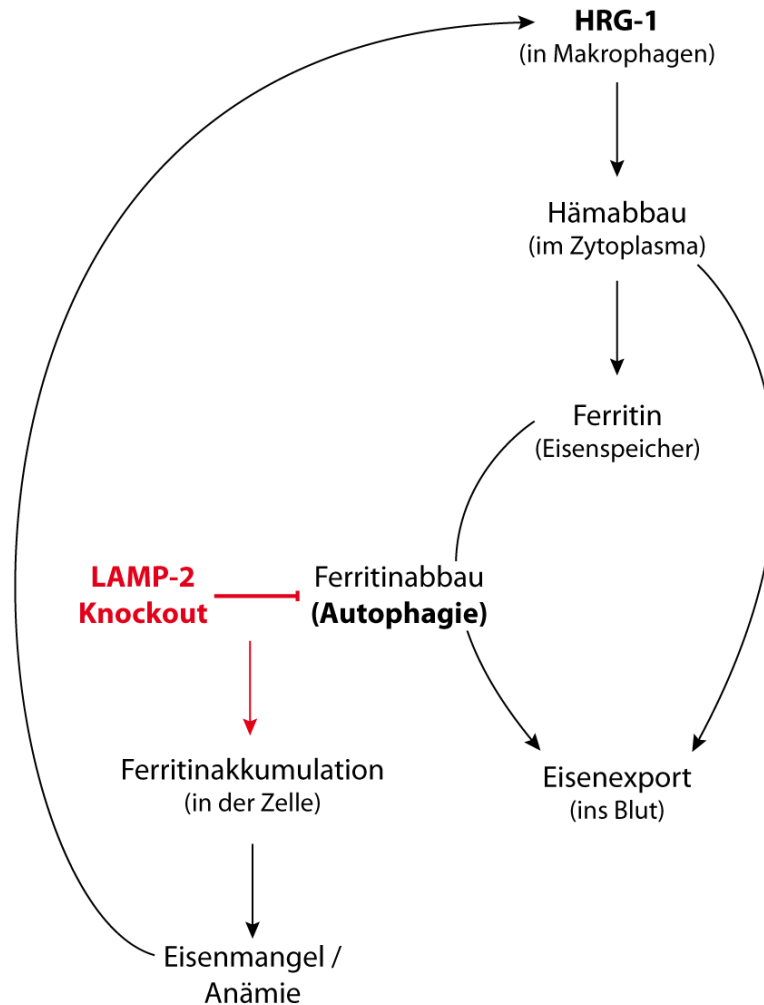 HRG-1
(in Makrophagen)
Hämabbau
(im Zytoplasma)
Ferritin
(Eisenspeicher)
LAMP-2
Knockout
Ferritinabbau
(Autophagie)
Ferritinakkumulation
(in der Zelle)
Eisenexport
(ins Blut)
Eisenmangel /
Anämie